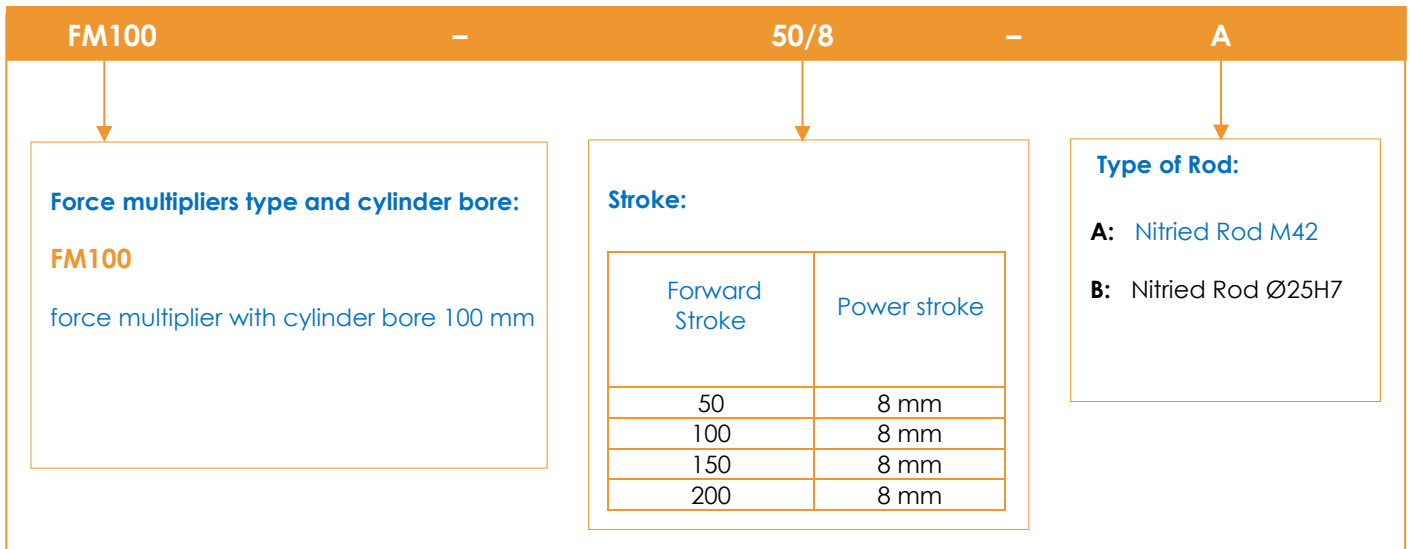 FM100 – 50/8 – A
Force multipliers type and cylinder bore:
FM100
force multiplier with cylinder bore 100 mm
Stroke:
Forward Stroke Power stroke
50 8 mm
100 8 mm
150 8 mm
200 8 mm
Type of Rod:
A: Nitried Rod M42
B: Nitried Rod Ø25H7